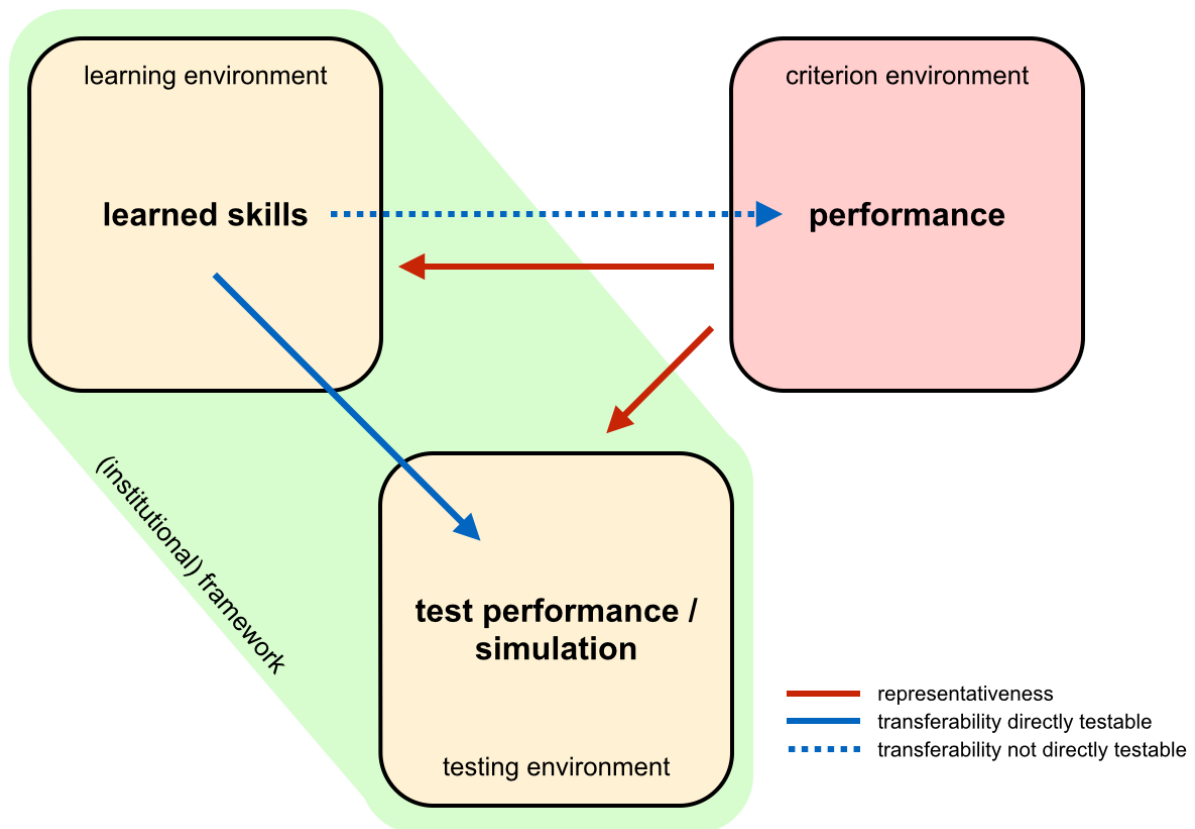 learning environment
learned skills
criterion environment
performance
(institutional) framework
test performance /
simulation
testing environment
representativeness
transferability directly testable
transferability not directly testable